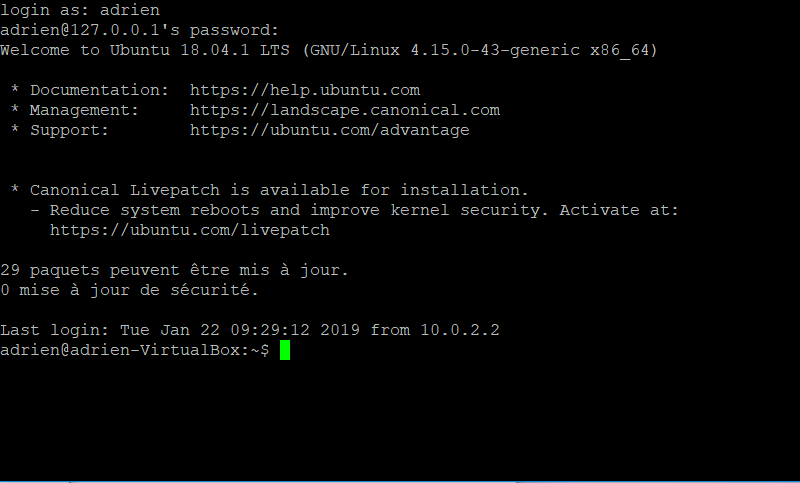 login as: adrien
adrien@127.0.0.1's password:
Welcome to Ubuntu 18.04.1 LTS (GNU/Linux 4.15.0-43-generic x86_64)
* Documentation:  https://help.ubuntu.com
* Management:     https://landscape.canonical.com
* Support:        https://ubuntu.com/advantage
* Canonical Livepatch is available for installation.
- Reduce system reboots and improve kernel security. Activate at:
https://ubuntu.com/livepatch
29 paquets peuvent être mis à jour.
0 mise à jour de sécurité.
Last login: Tue Jan 22 09:29:12 2019 from 10.0.2.2
adrien@adrien-VirtualBox:~$